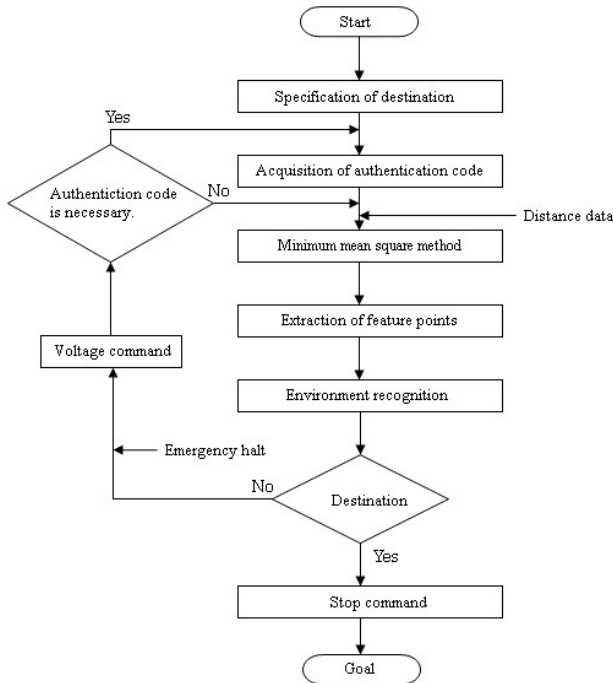 Start
Specification of destination
Yes
Acquisition of authentication code
Authentiction code
is necessary.
No
Distance data
Minimum mean square method
Extraction of feature points
Voltage command
Environment recognition
Emergency halt
No
Destination
Yes
Stop command
Goal